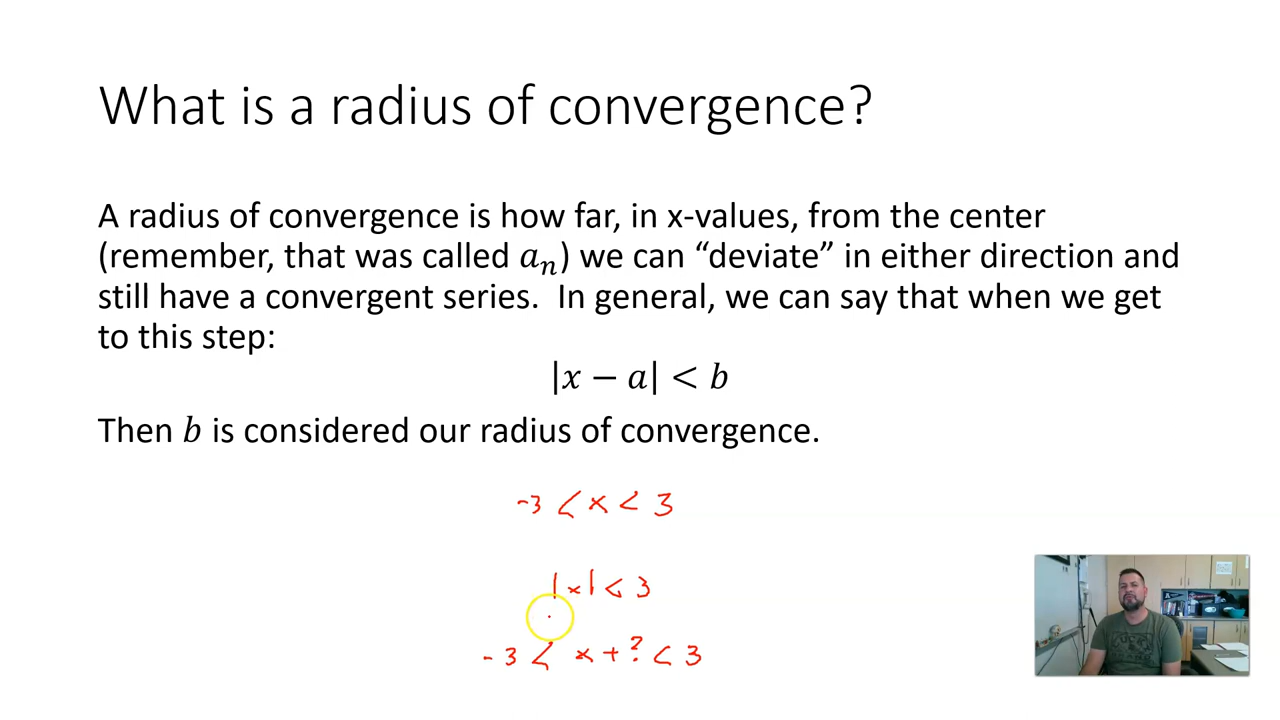 What is a radius of convergence?
A radius of convergence is how far, in x-values, from the center
(remember, that was called aₙ) we can “deviate” in either direction and
still have a convergent series. In general, we can say that when we get
to this step:
|x − a| < b
Then b is considered our radius of convergence.
-3 < x < 3
|x| < 3
-3 < x + ? < 3